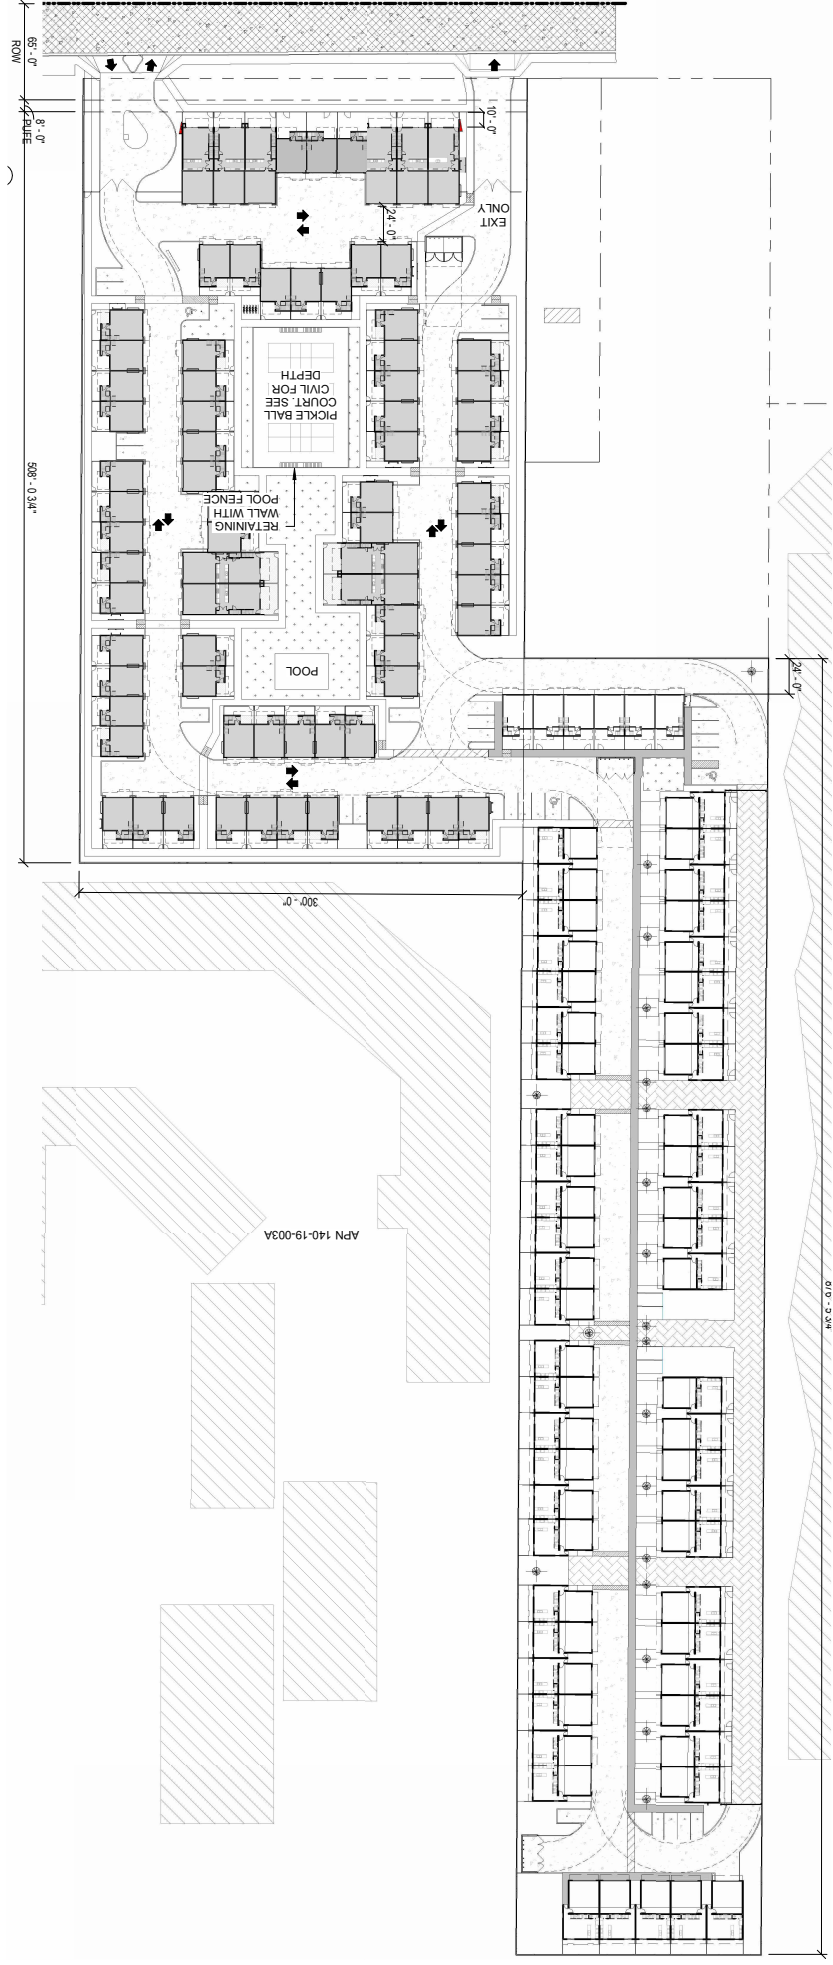 65' - 0"
ROW
8' - 0"
PUFE
10' - 0"
EXIT
ONLY
24' - 0"
PICKLE BALL
COURT. SEE
CIVIL FOR
DEPTH
RETAINING
WALL WITH
POOL FENCE
508' - 0 3/4"
POOL
24' - 0"
300' - 0"
APN 140-19-003A